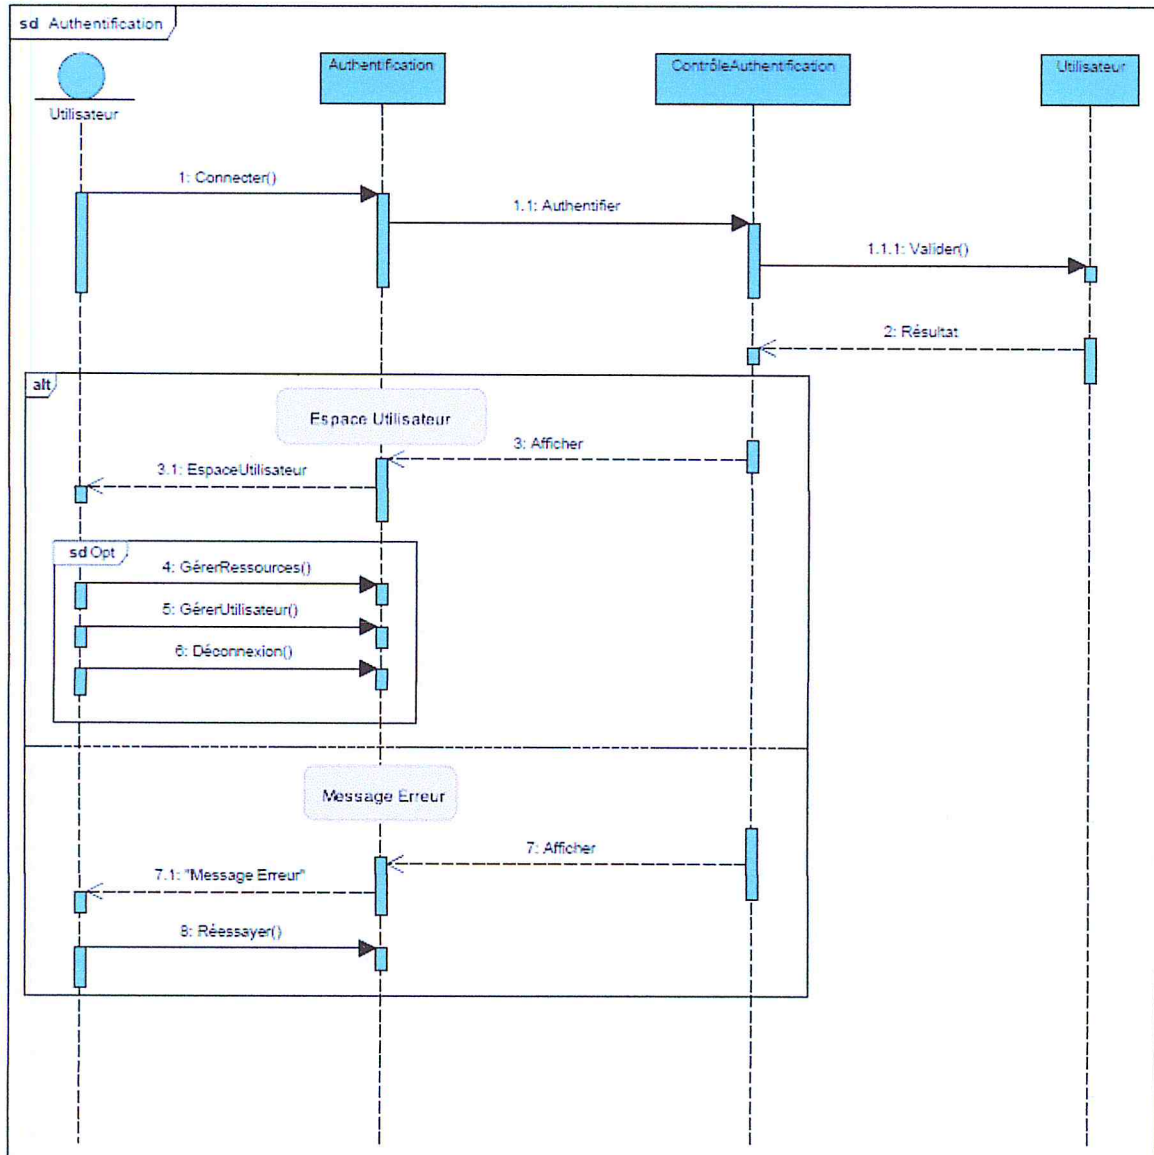 sd Authentification
Utilisateur
Authentification
ContrôleAuthentification
Utilisateur
1: Connecter()
1.1: Authentifier
1.1.1: Valider()
2: Résultat
alt
Espace Utilisateur
3: Afficher
3.1: EspaceUtilisateur
sd Opt
4: GérerRessources()
5: GérerUtilisateur()
6: Déconnexion()
Message Erreur
7: Afficher
7.1: "Message Erreur"
8: Réessayer()